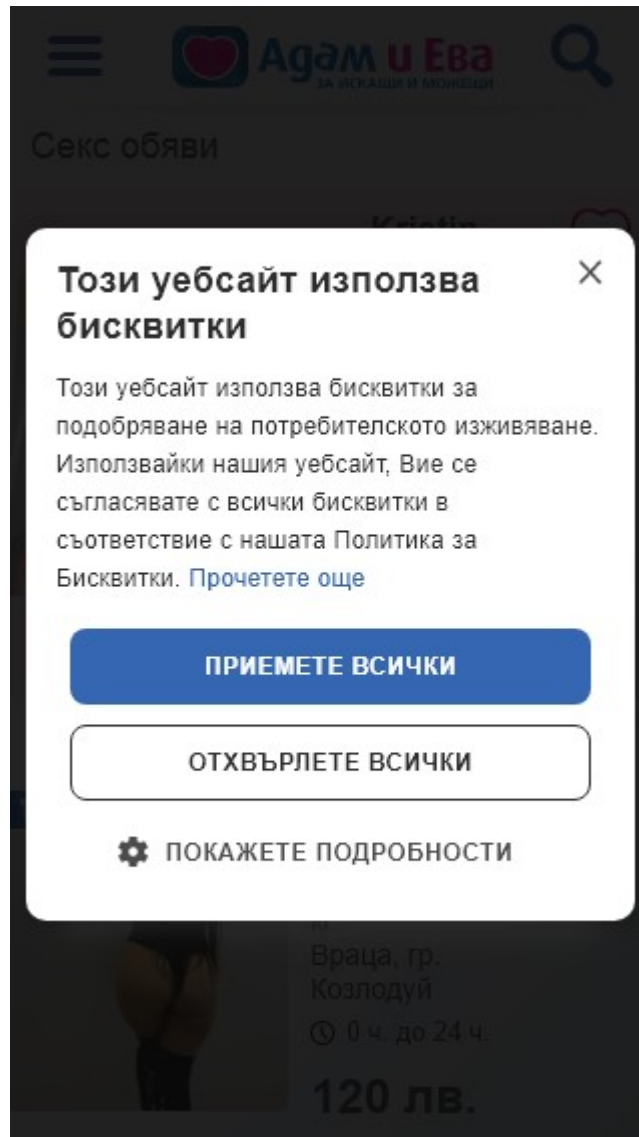 Адам и Ева
ЗА ИСКАЩИ И МОЖЕЩИ
Секс обяви
Kristin
Този уебсайт използва
бисквитки
Този уебсайт използва бисквитки за
подобряване на потребителското изживяване.
Използвайки нашия уебсайт, Вие се
съгласявате с всички бисквитки в
съответствие с нашата Политика за
Бисквитки. Прочетете още
ПРИЕМЕТЕ ВСИЧКИ
ОТХВЪРЛЕТЕ ВСИЧКИ
ПОКАЖЕТЕ ПОДРОБНОСТИ
Враца, гр.
Козлодуй
0 ч. до 24 ч.
120 лв.